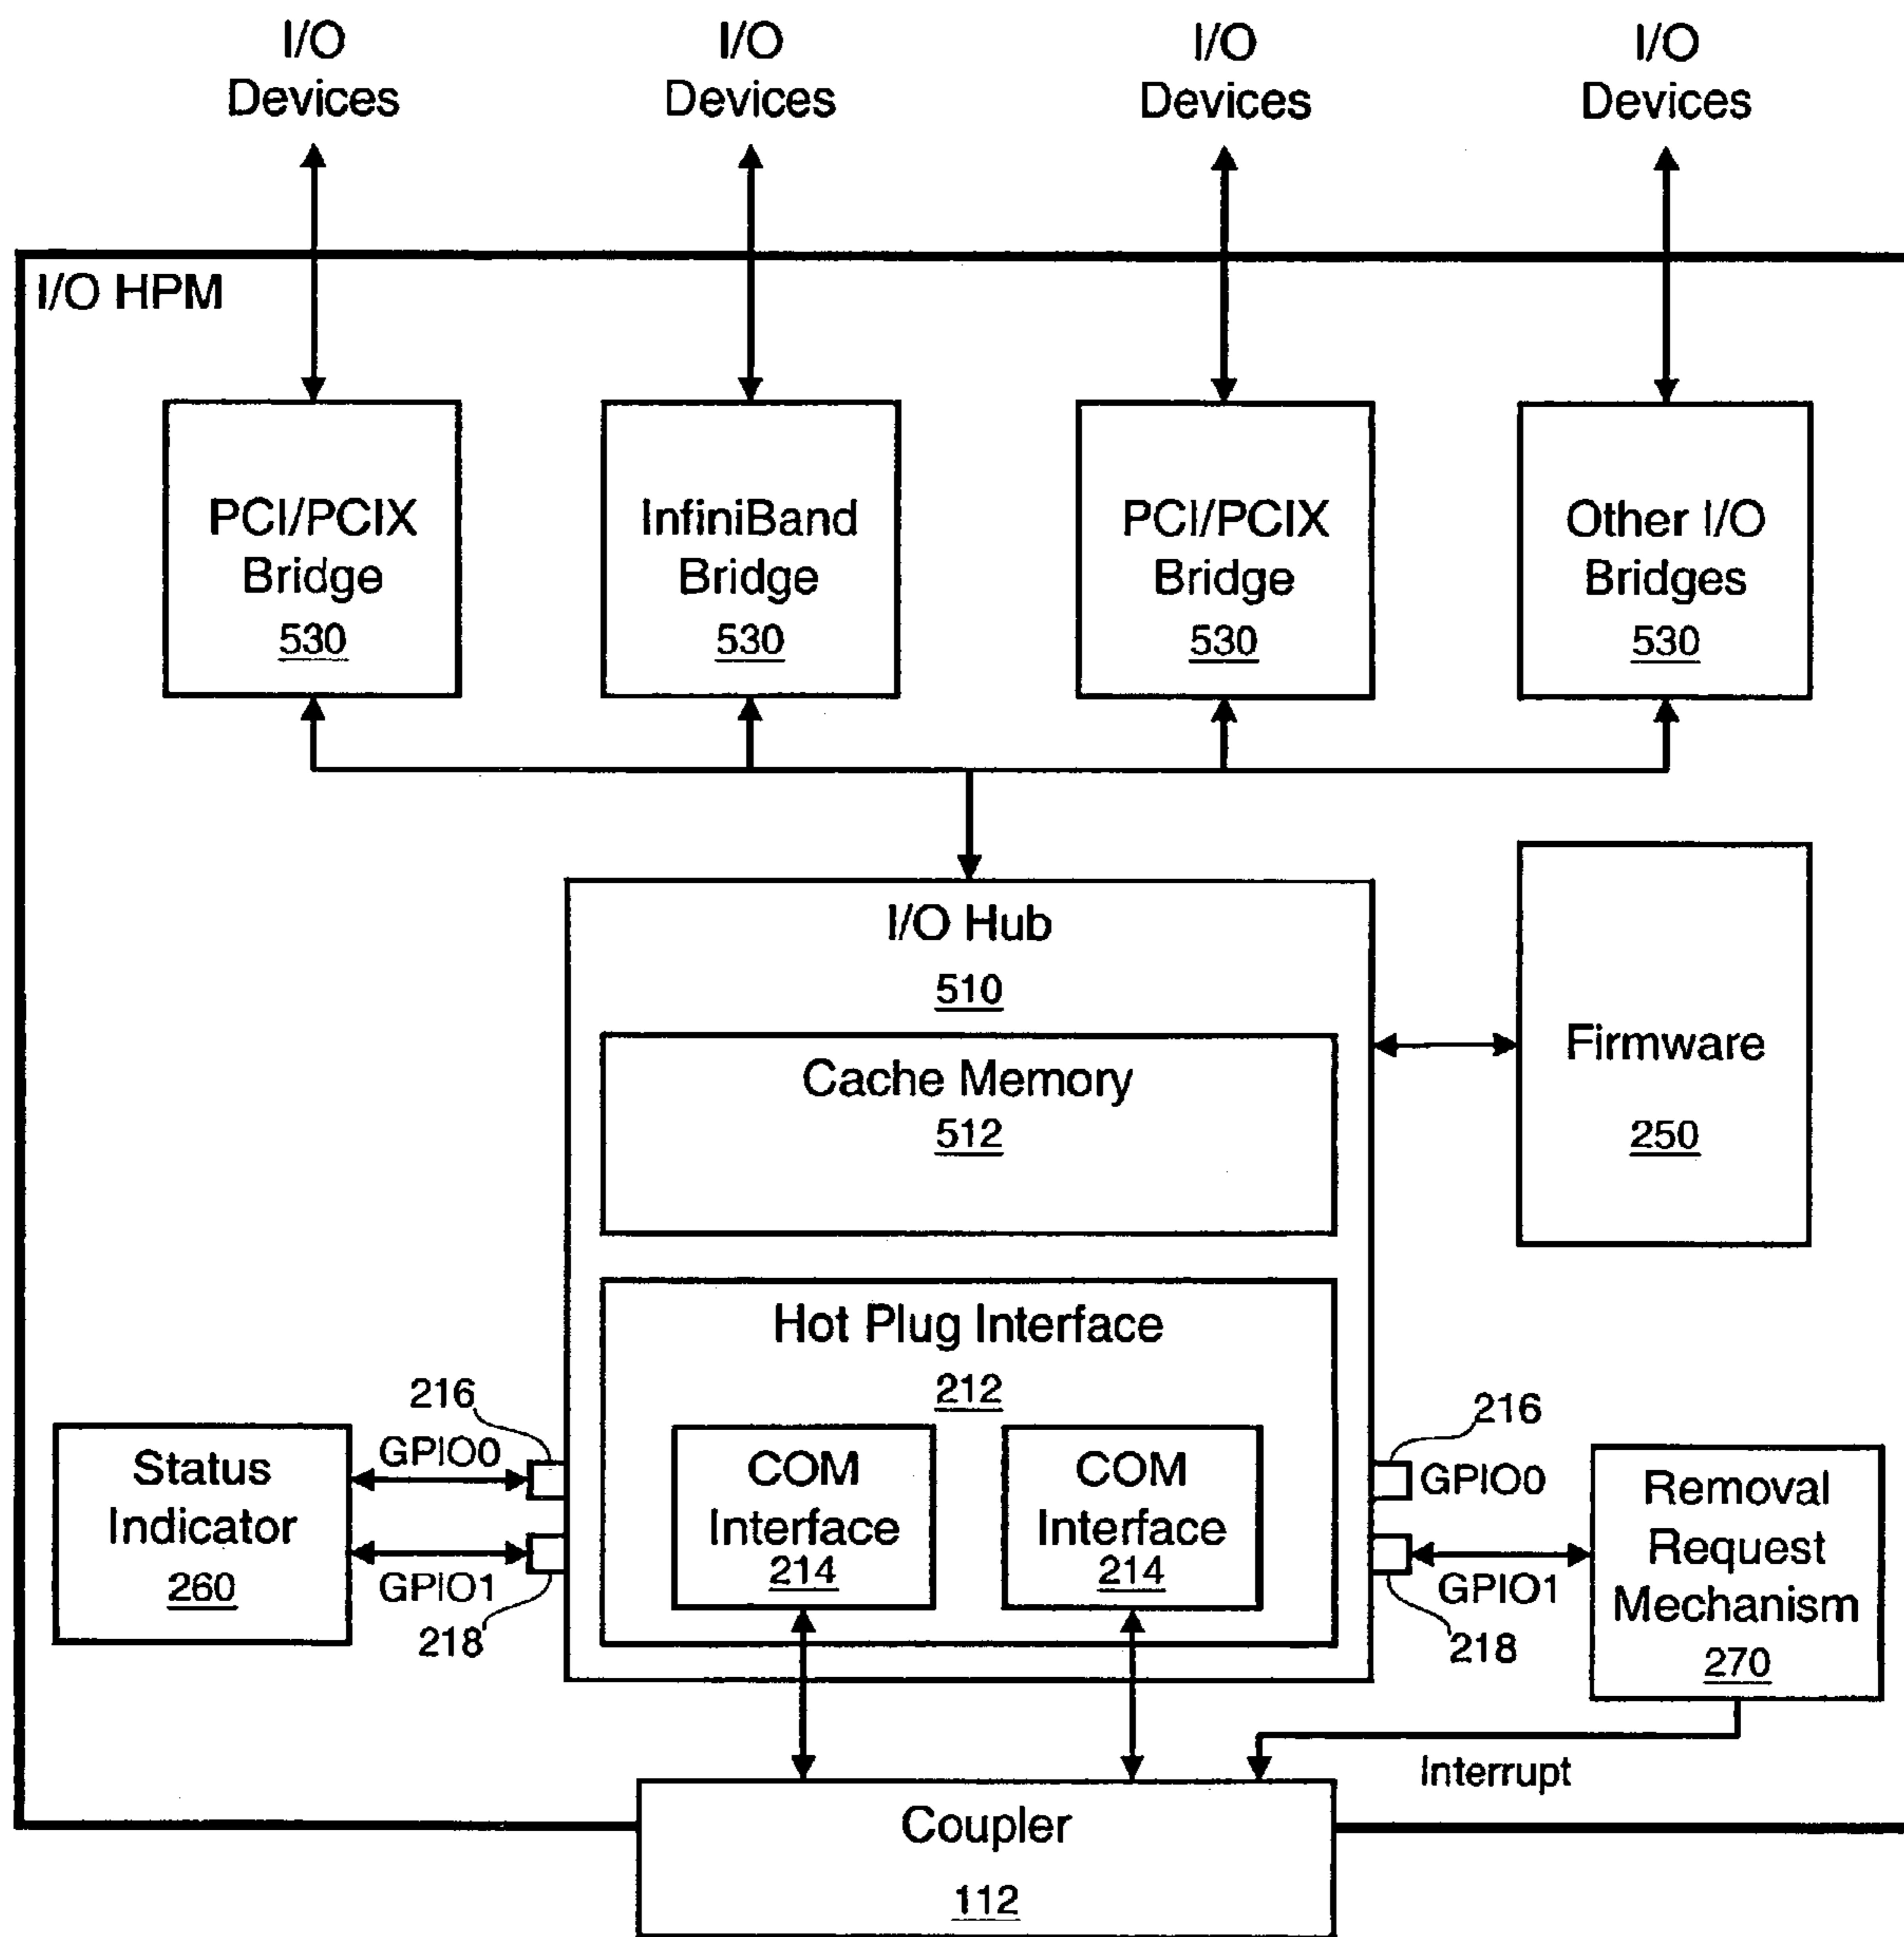 I/O
Devices
I/O
Devices
I/O
Devices
I/O
Devices
I/O HPM
PCI/PCIX
Bridge
530
InfiniBand
Bridge
530
PCI/PCIX
Bridge
530
Other I/O
Bridges
530
I/O Hub
510
Cache Memory
512
Firmware
250
Hot Plug Interface
212
COM
Interface
214
COM
Interface
214
Status
Indicator
260
216
GPIO0
GPIO1
218
216
GPIO0
GPIO1
218
Removal
Request
Mechanism
270
Interrupt
Coupler
112